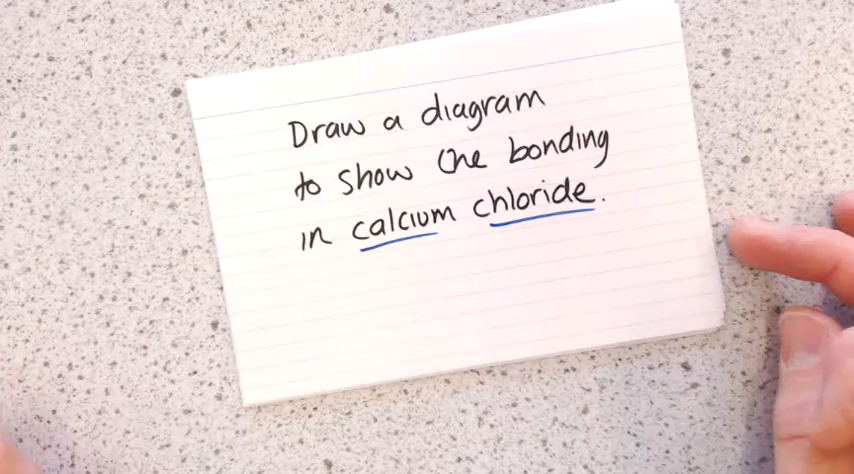 Draw a diagram
to show the bonding
in calcium chloride.